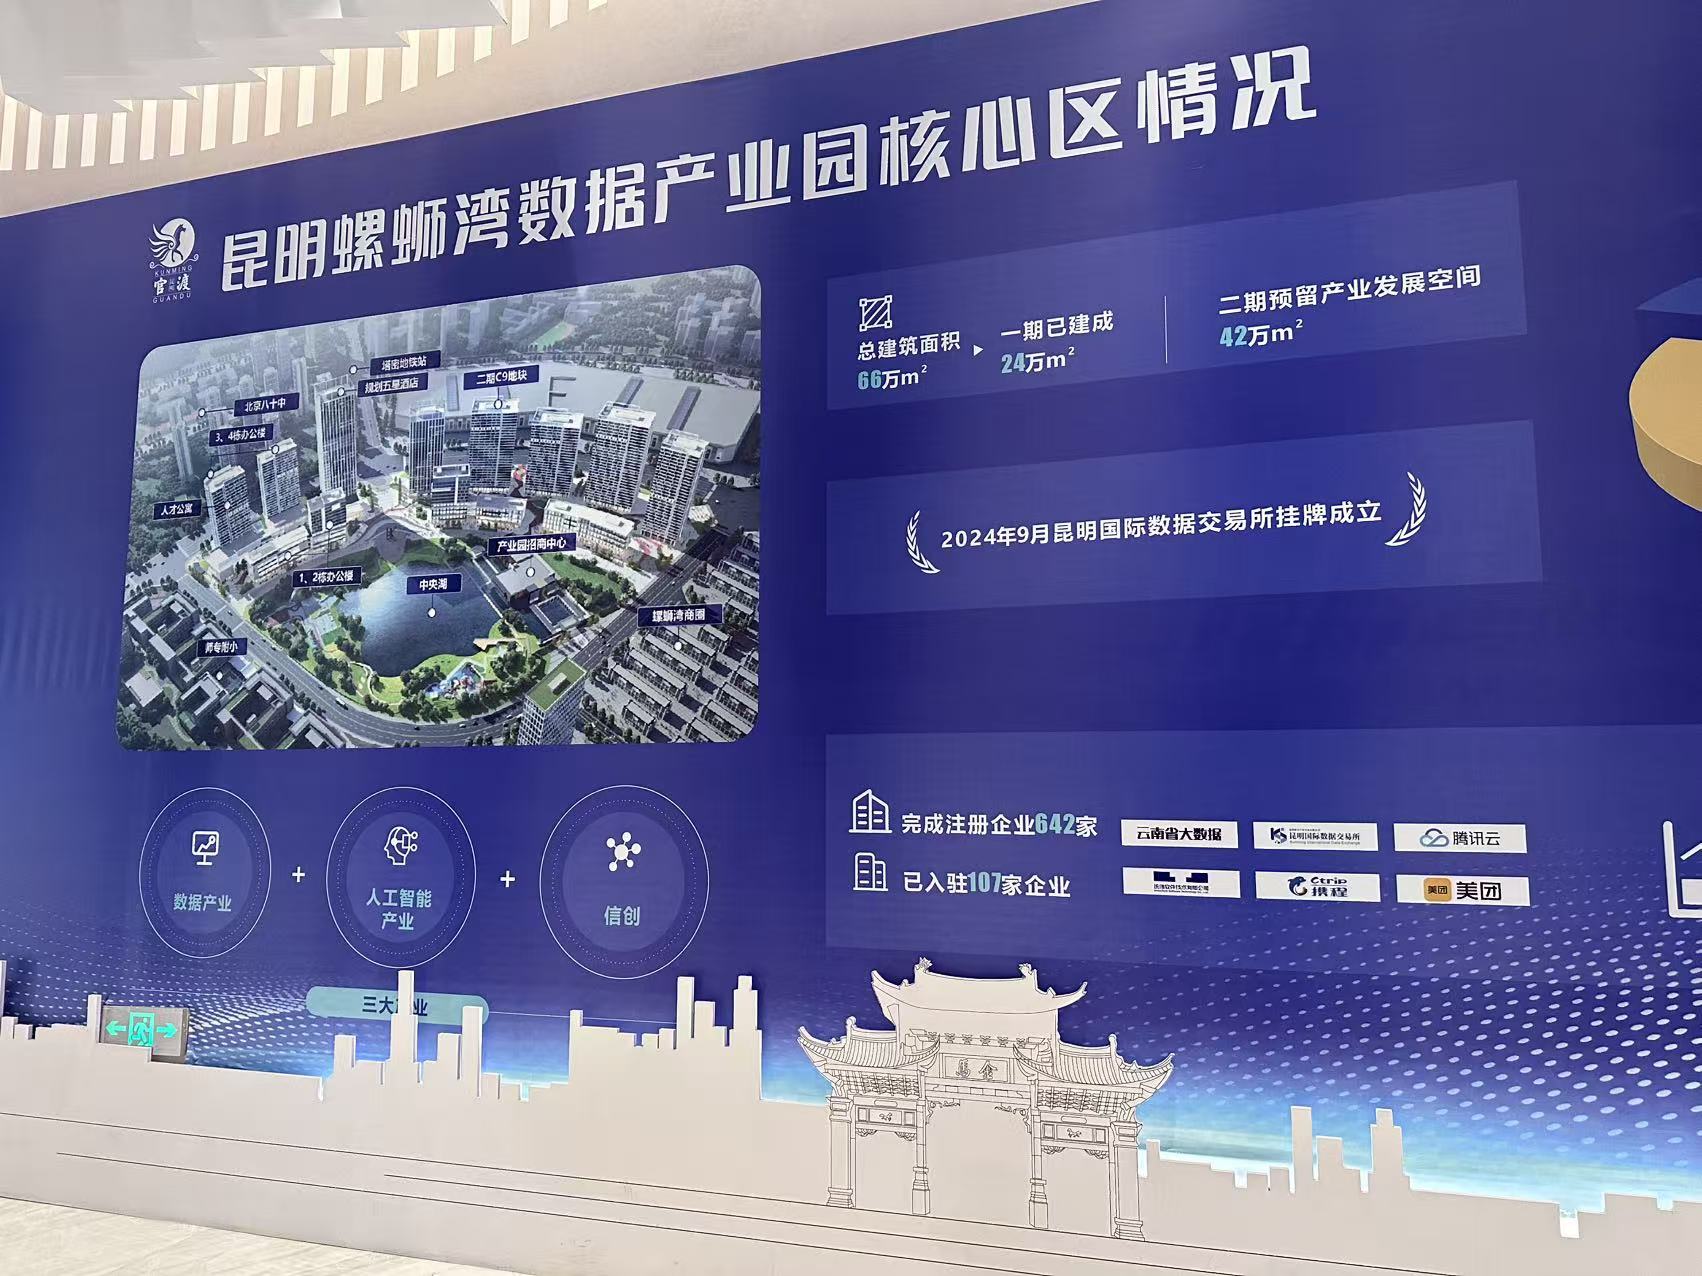 昆明螺蛳湾数据产业园核心区情况
KUNMING
官渡
GUANDU
总建筑面积
66万m²
一期已建成
24万m²
二期预留产业发展空间
42万m²
塔密地铁站
规划五星酒店
二期C9地块
北京八十中
3、4栋办公楼
人才公寓
产业园招商中心
1、2栋办公楼
中央湖
螺蛳湾商圈
师专附小
2024年9月昆明国际数据交易所挂牌成立
完成注册企业642家
云南省大数据
昆明国际数据交易所
Kunming International Data Exchange
腾讯云
已入驻107家企业
Ctrip
携程
美团
美团
数据产业
+
人工智能
产业
+
信创
三大产业